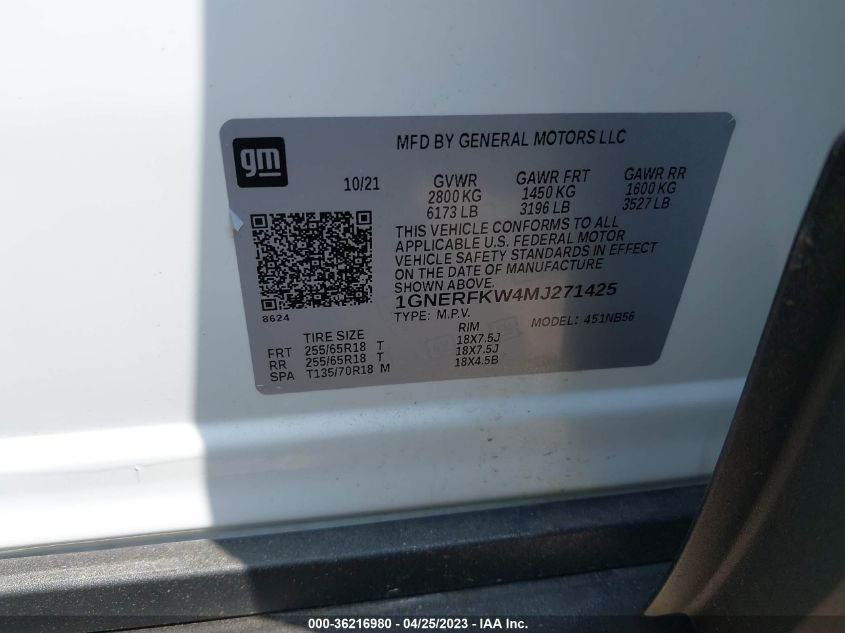 gm
MFD BY GENERAL MOTORS LLC
10/21
GVWR GAWR FRT GAWR RR
2800 KG 1450 KG 1600 KG
6173 LB 3196 LB 3527 LB
THIS VEHICLE CONFORMS TO ALL
APPLICABLE U.S. FEDERAL MOTOR
VEHICLE SAFETY STANDARDS IN EFFECT
ON THE DATE OF MANUFACTURE
SHOWN ABOVE.
1GNERFKW4MJ271425
8624
TYPE: M.P.V. MODEL: 451NB56
TIRE SIZE RIM
FRT 255/65R18 T 18X7.5J
RR 255/65R18 T 18X7.5J
SPA T135/70R18 M 18X4.5B
000-36216980 - 04/25/2023 - IAA Inc.